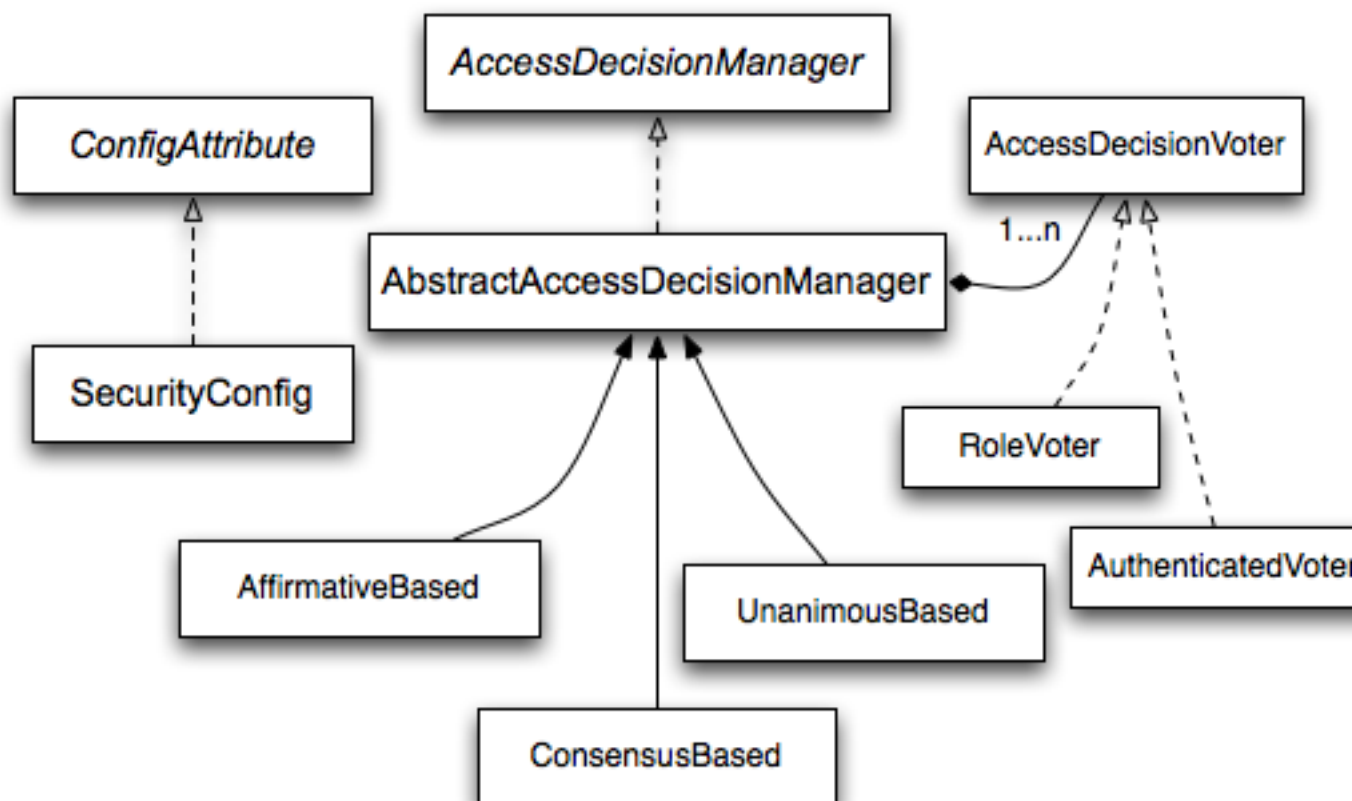 AccessDecisionManager
ConfigAttribute
AccessDecisionVoter
1...n
AbstractAccessDecisionManager
SecurityConfig
RoleVoter
AffirmativeBased
AuthenticatedVoter
UnanimousBased
ConsensusBased